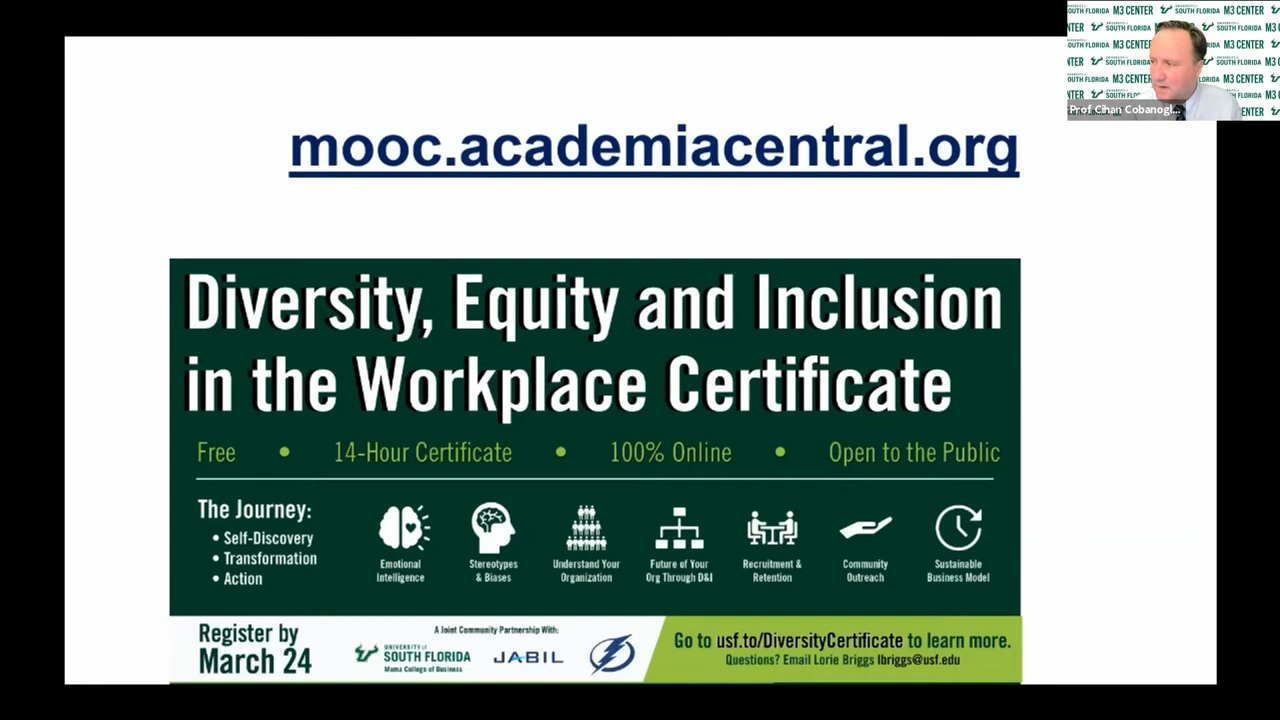 mooc.academiacentral.org
Diversity, Equity and Inclusion
in the Workplace Certificate
Free • 14-Hour Certificate • 100% Online • Open to the Public
The Journey:
• Self-Discovery
• Transformation
• Action
Emotional
Intelligence
Stereotypes
& Biases
Understand Your
Organization
Future of Your
Org Through D&I
Recruitment &
Retention
Community
Outreach
Sustainable
Business Model
Register by
March 24
A Joint Community Partnership With:
UNIVERSITY of
SOUTH FLORIDA
Muma College of Business
JABIL
Go to usf.to/DiversityCertificate to learn more.
Questions? Email Lorie Briggs lbriggs@usf.edu
SOUTH FLORIDA M3 CENTER SOUTH FLORIDA M3 CENTER
Prof Cihan Cobanogl...